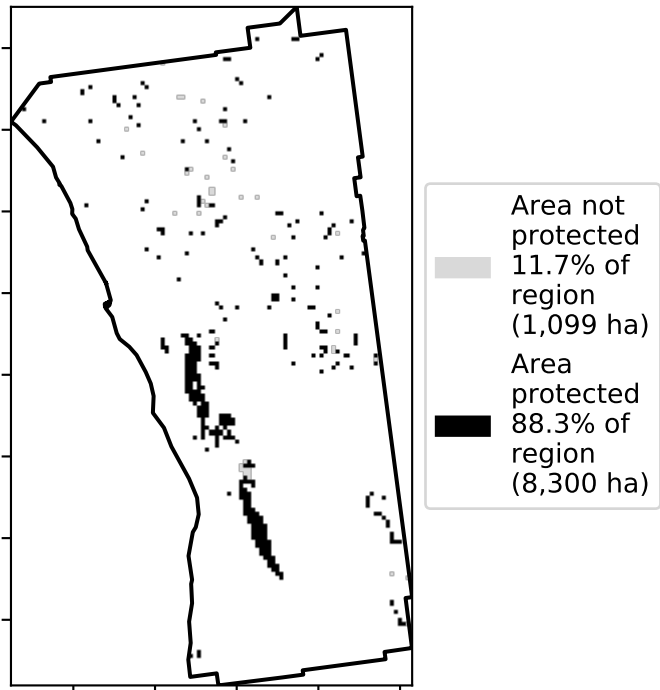 Area not
protected
11.7% of
region
(1,099 ha)
Area
protected
88.3% of
region
(8,300 ha)